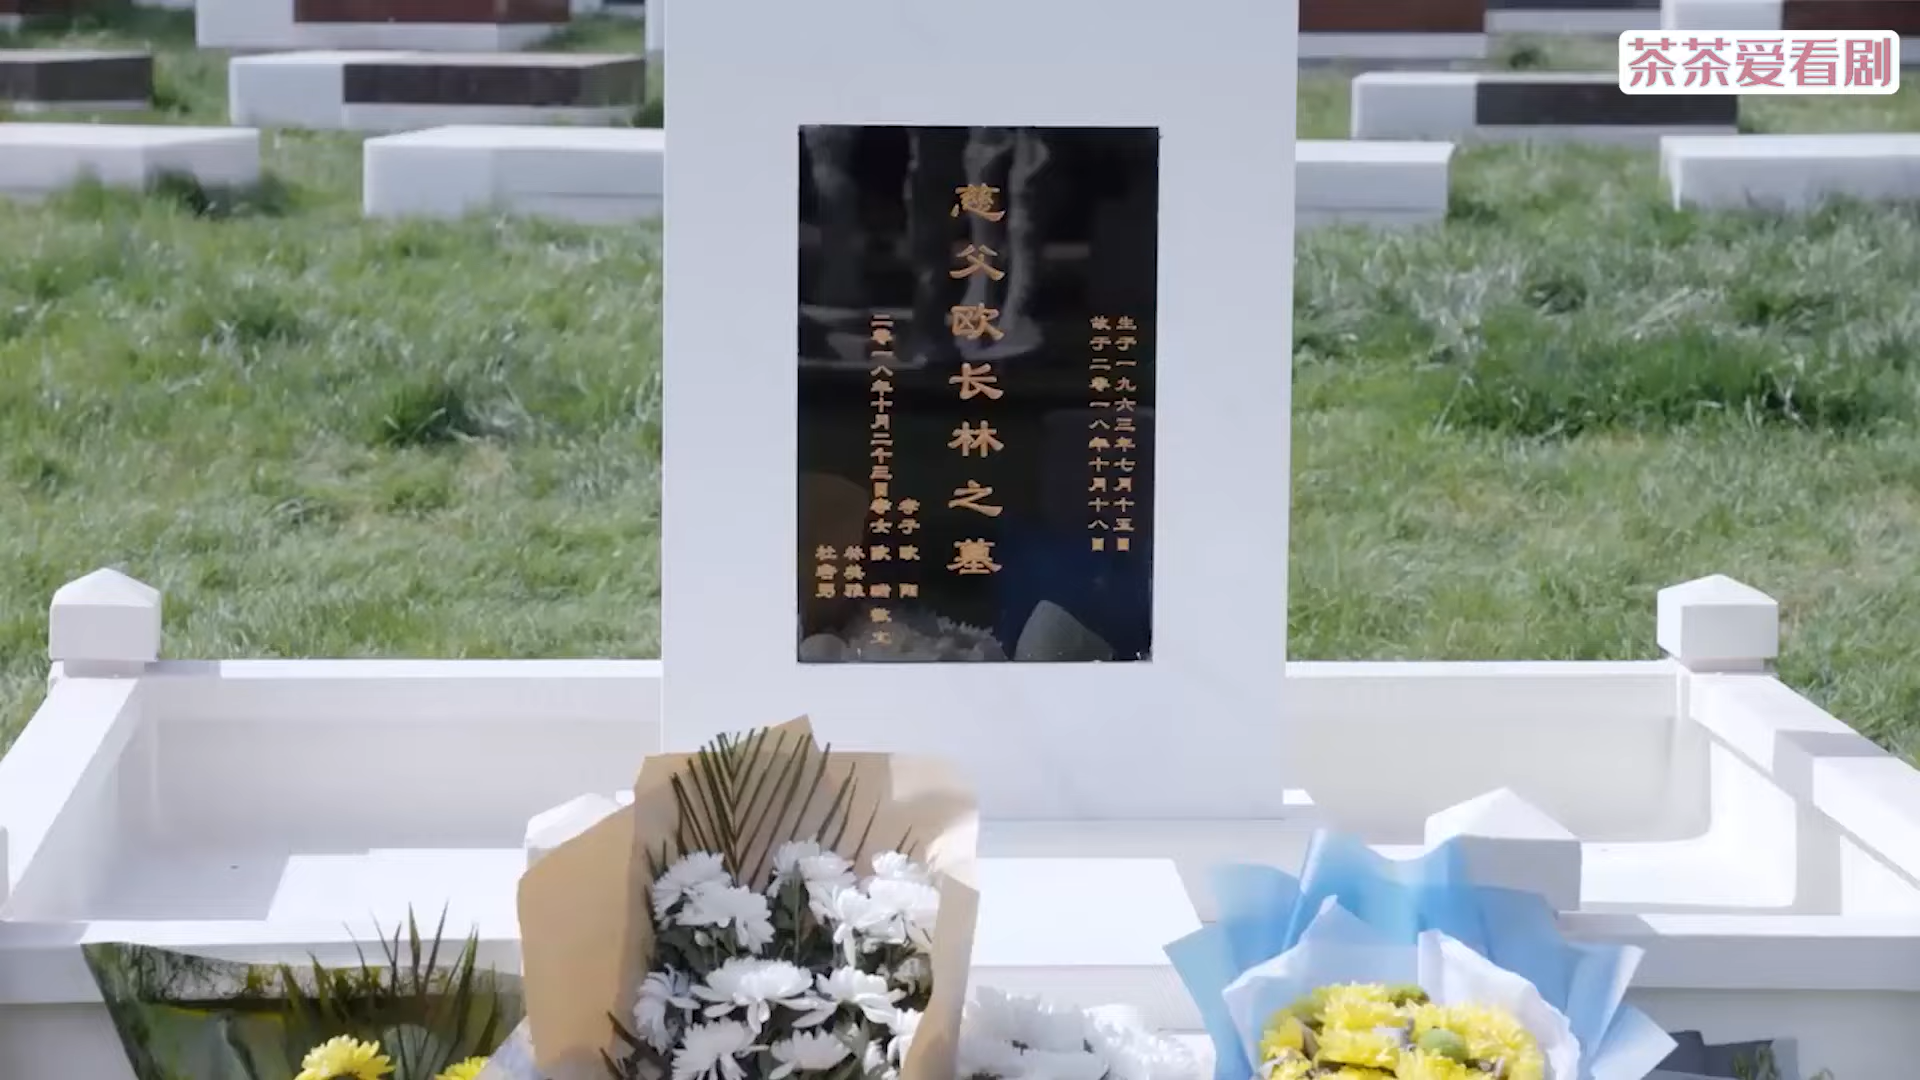 茶茶爱看剧
生于一九六三年七月十五日
故于二零一八年十月十八日
慈父欧长林之墓
孝子 欧 阳
二零一八年十月二十三日孝女 欧
林美雅
杜